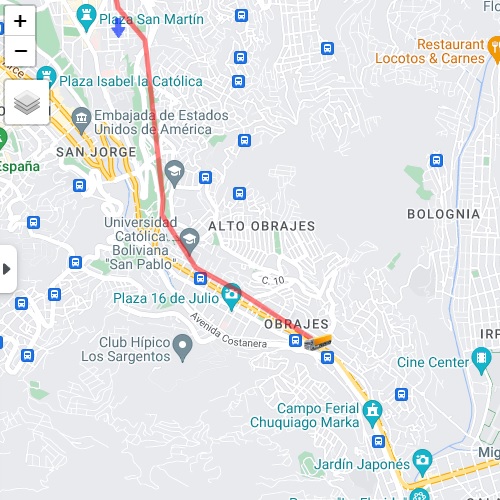 +
Plaza San Martín
−
Restaurant
Locotos & Carnes
Plaza Isabel la Católica
Embajada de Estados
Unidos de América
SAN JORGE
España
BOLOGNIA
Universidad
Católica...
Boliviana
"San Pablo"
ALTO OBRAJES
C. 10
Plaza 16 de Julio
OBRAJES
Avenida Costanera
Club Hípico
Los Sargentos
IRP
Cine Center
Campo Ferial
Chuquiago Marka
Mig
Jardín Japonés